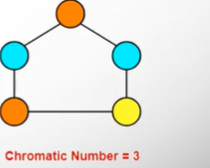 Chromatic Number = 3